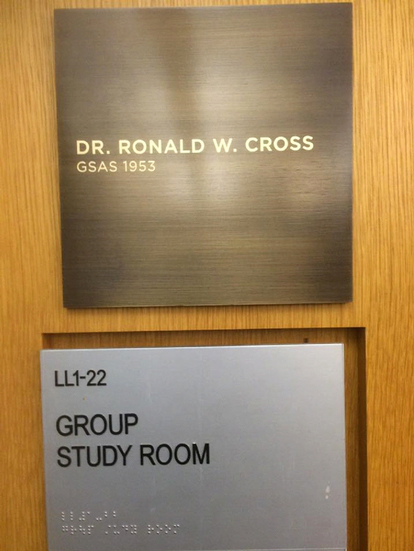 DR. RONALD W. CROSS
GSAS 1953
LL1-22
GROUP
STUDY ROOM